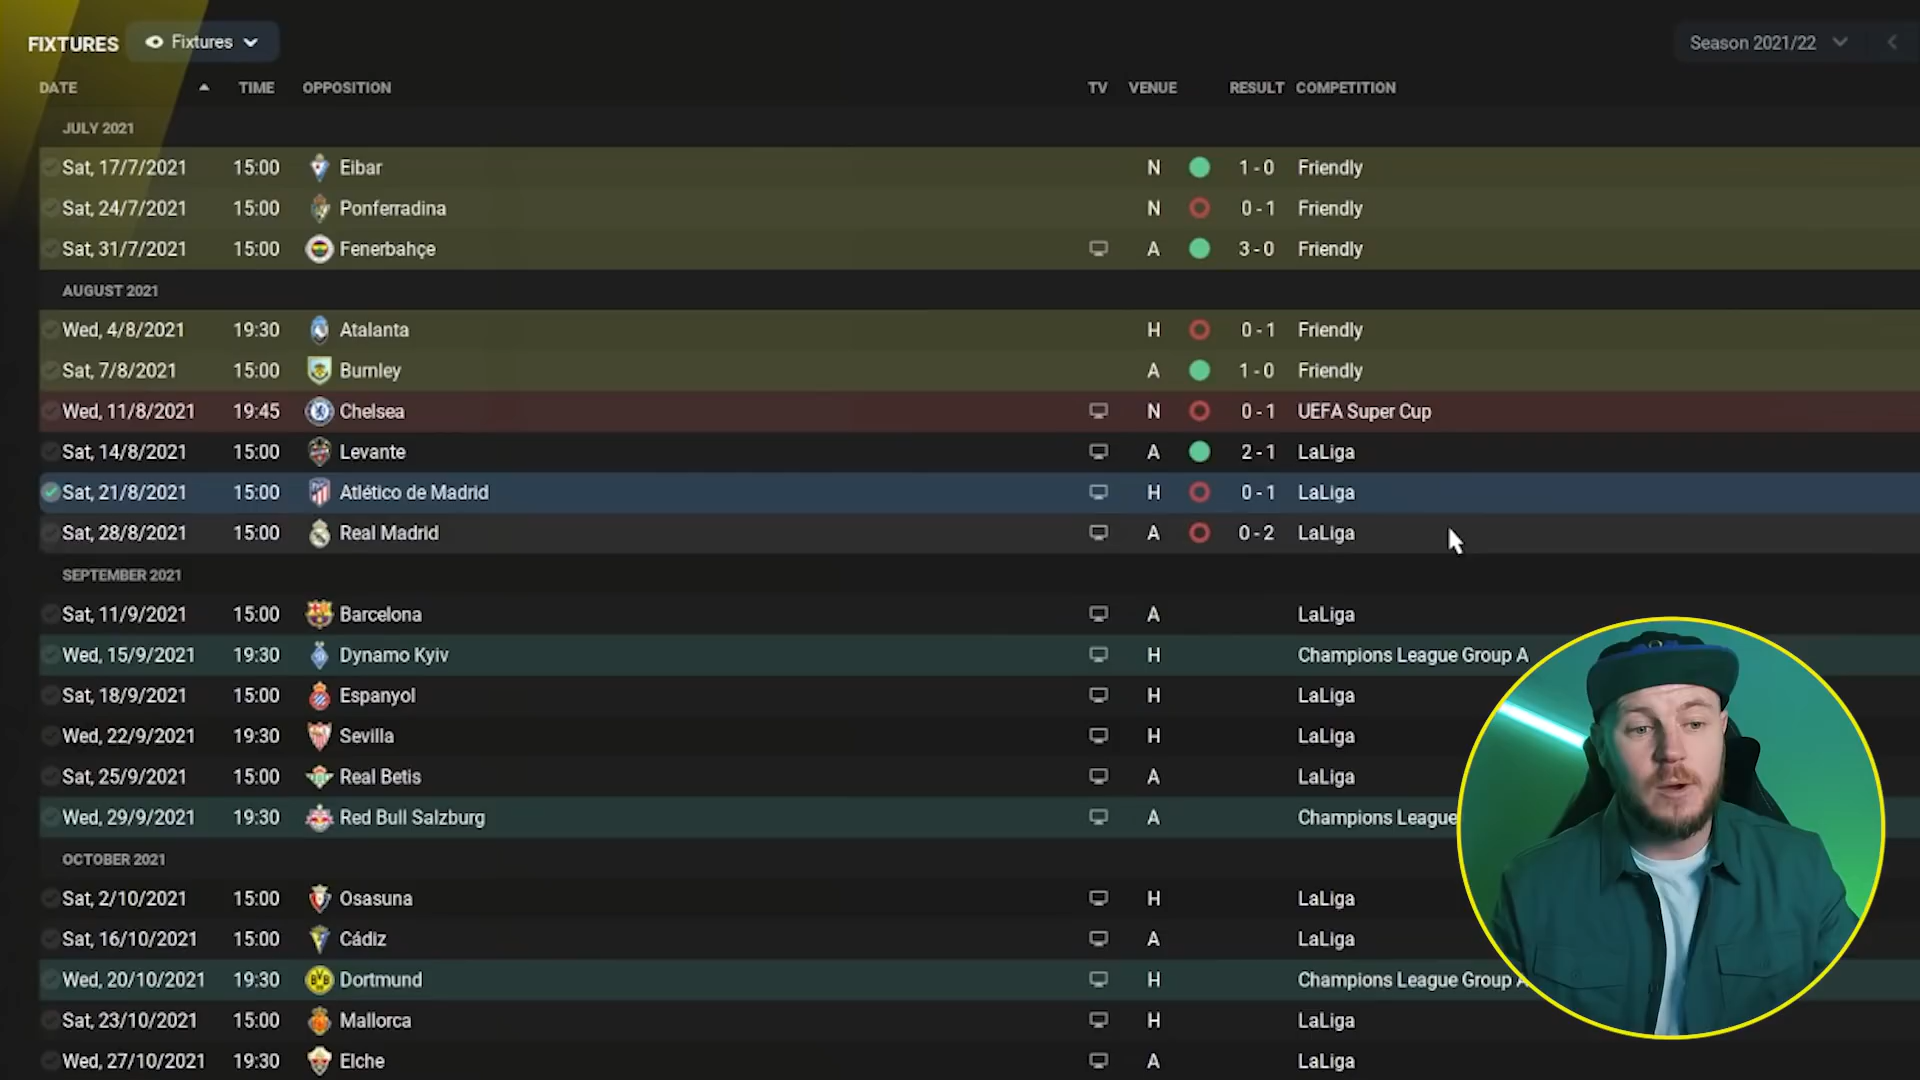 FIXTURES Fixtures Season 2021/22
DATE TIME OPPOSITION TV VENUE RESULT COMPETITION
JULY 2021
Sat, 17/7/2021 15:00 Eibar N 1 - 0 Friendly
Sat, 24/7/2021 15:00 Ponferradina N 0 - 1 Friendly
Sat, 31/7/2021 15:00 Fenerbahçe A 3 - 0 Friendly
AUGUST 2021
Wed, 4/8/2021 19:30 Atalanta H 0 - 1 Friendly
Sat, 7/8/2021 15:00 Burnley A 1 - 0 Friendly
Wed, 11/8/2021 19:45 Chelsea N 0 - 1 UEFA Super Cup
Sat, 14/8/2021 15:00 Levante A 2 - 1 LaLiga
Sat, 21/8/2021 15:00 Atlético de Madrid H 0 - 1 LaLiga
Sat, 28/8/2021 15:00 Real Madrid A 0 - 2 LaLiga
SEPTEMBER 2021
Sat, 11/9/2021 15:00 Barcelona A LaLiga
Wed, 15/9/2021 19:30 Dynamo Kyiv H Champions League Group A
Sat, 18/9/2021 15:00 Espanyol H LaLiga
Wed, 22/9/2021 19:30 Sevilla H LaLiga
Sat, 25/9/2021 15:00 Real Betis A LaLiga
Wed, 29/9/2021 19:30 Red Bull Salzburg A Champions League
OCTOBER 2021
Sat, 2/10/2021 15:00 Osasuna H LaLiga
Sat, 16/10/2021 15:00 Cádiz A LaLiga
Wed, 20/10/2021 19:30 Dortmund H Champions League Group A
Sat, 23/10/2021 15:00 Mallorca H LaLiga
Wed, 27/10/2021 19:30 Elche A LaLiga